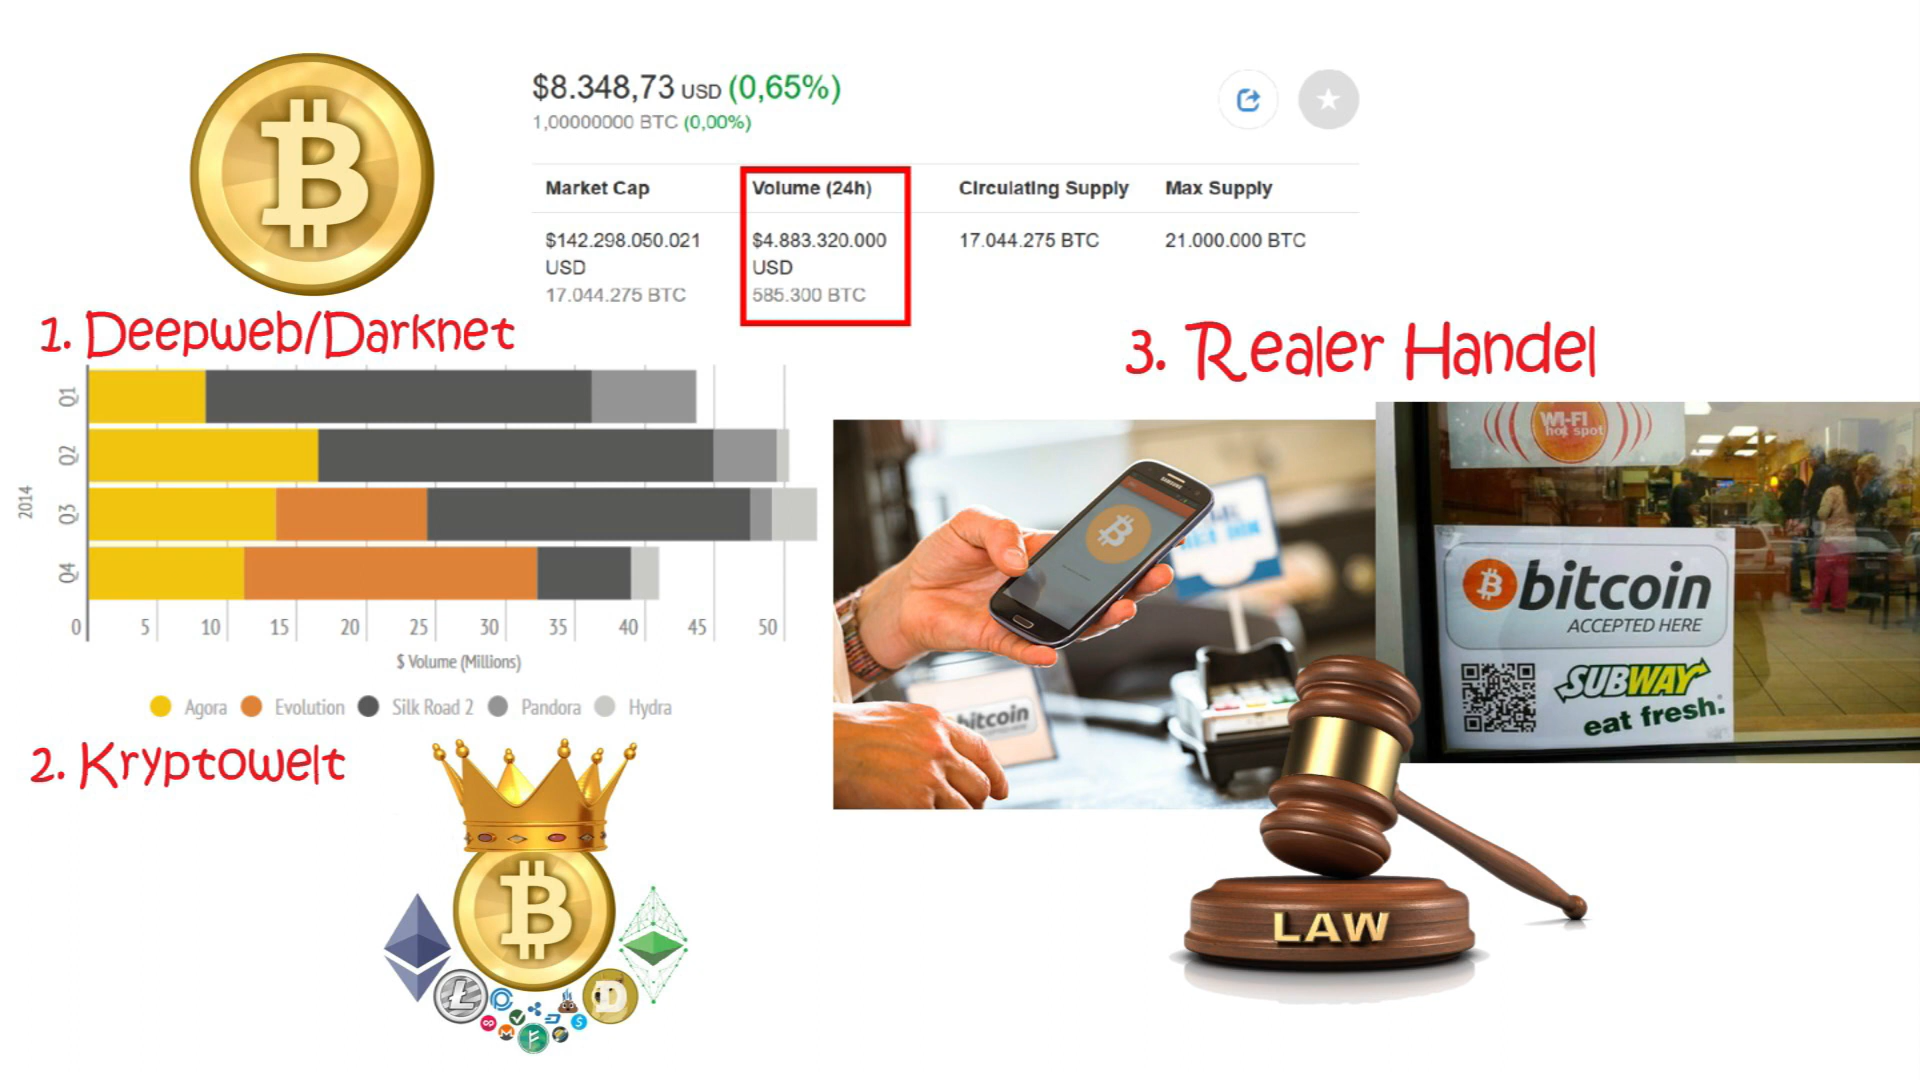 $8.348,73 USD (0,65%)
1,00000000 BTC (0,00%)
Market Cap Volume (24h) Circulating Supply Max Supply
$142.298.050.021 $4.883.320.000 17.044.275 BTC 21.000.000 BTC
USD USD
17.044.275 BTC 585.300 BTC
1. Deepweb/Darknet
2014
Q1
Q2
Q3
Q4
0 5 10 15 20 25 30 35 40 45 50
$ Volume (Millions)
Agora Evolution Silk Road 2 Pandora Hydra
2. Kryptowelt
3. Realer Handel
SAMSUNG
bitcoin
WI-FI
hot spot
bitcoin
ACCEPTED HERE
SUBWAY
eat fresh.
LAW